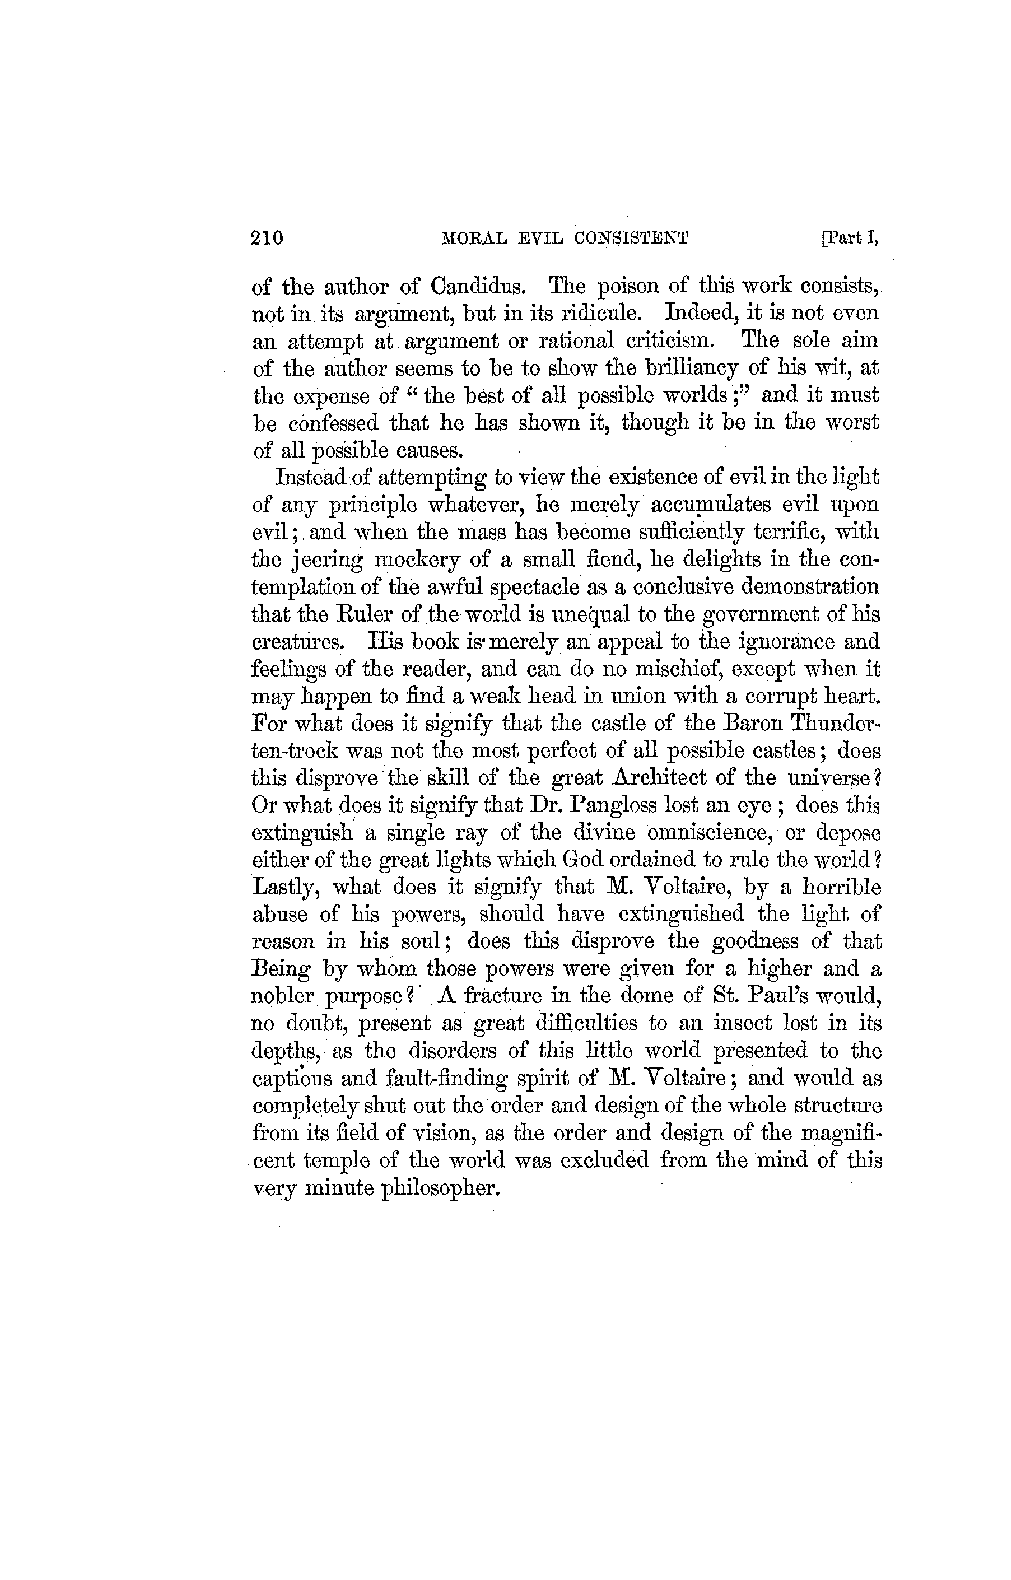 210 MORAL EVIL CONSISTENT [Part I,
of the author of Candidus. The poison of this work consists,
not in its argument, but in its ridicule. Indeed, it is not even
an attempt at argument or rational criticism. The sole aim
of the author seems to be to show the brilliancy of his wit, at
the expense of “the best of all possible worlds;” and it must
be confessed that he has shown it, though it be in the worst
of all possible causes.
Instead of attempting to view the existence of evil in the light
of any principle whatever, he merely accumulates evil upon
evil; and when the mass has become sufficiently terrific, with
the jeering mockery of a small fiend, he delights in the con-
templation of the awful spectacle as a conclusive demonstration
that the Ruler of the world is unequal to the government of his
creatures. His book is merely an appeal to the ignorance and
feelings of the reader, and can do no mischief, except when it
may happen to find a weak head in union with a corrupt heart.
For what does it signify that the castle of the Baron Thunder-
ten-trock was not the most perfect of all possible castles; does
this disprove the skill of the great Architect of the universe?
Or what does it signify that Dr. Pangloss lost an eye; does this
extinguish a single ray of the divine omniscience, or depose
either of the great lights which God ordained to rule the world?
Lastly, what does it signify that M. Voltaire, by a horrible
abuse of his powers, should have extinguished the light of
reason in his soul; does this disprove the goodness of that
Being by whom those powers were given for a higher and a
nobler purpose? A fracture in the dome of St. Paul's would,
no doubt, present as great difficulties to an insect lost in its
depths, as the disorders of this little world presented to the
captious and fault-finding spirit of M. Voltaire; and would as
completely shut out the order and design of the whole structure
from its field of vision, as the order and design of the magnifi-
cent temple of the world was excluded from the mind of this
very minute philosopher.